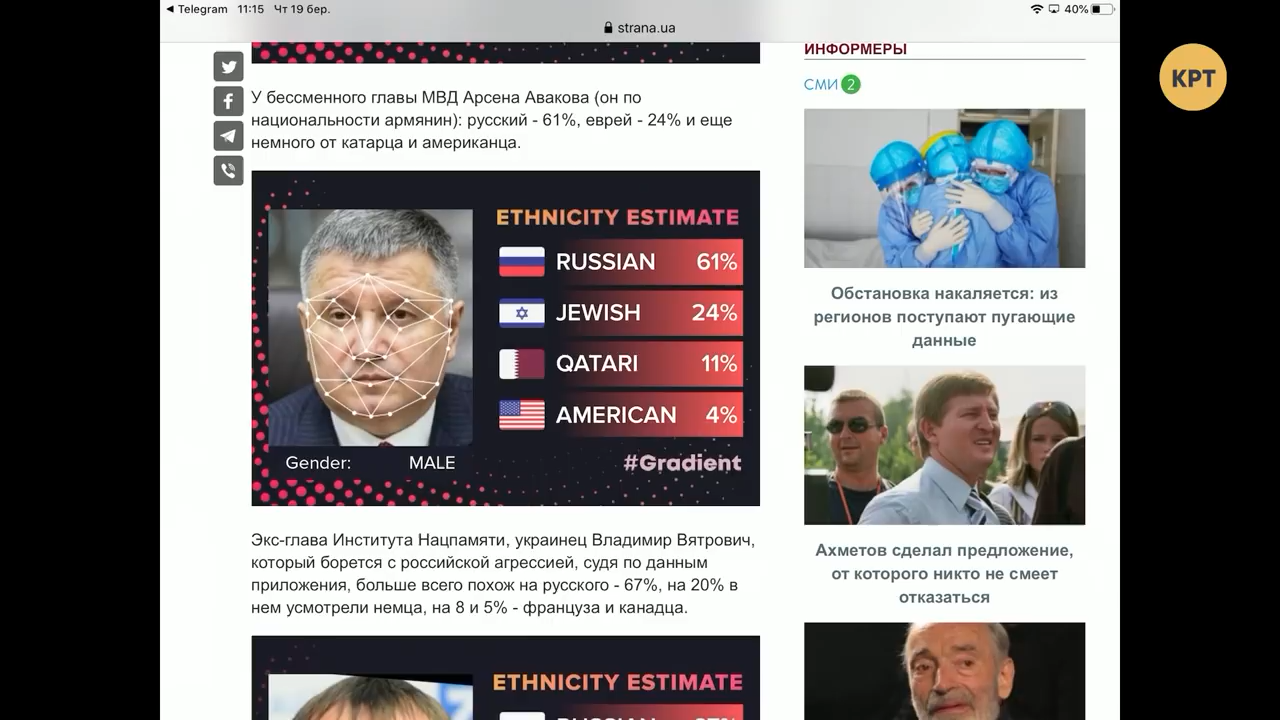 Telegram 11:15 Чт 19 бер.
40%
strana.ua
КРТ
У бессменного главы МВД Арсена Авакова (он по
национальности армянин): русский - 61%, еврей - 24% и еще
немного от катарца и американца.
ETHNICITY ESTIMATE
RUSSIAN 61%
JEWISH 24%
QATARI 11%
AMERICAN 4%
Gender: MALE
#Gradient
Экс-глава Института Нацпамяти, украинец Владимир Вятрович,
который борется с российской агрессией, судя по данным
приложения, больше всего похож на русского - 67%, на 20% в
нем усмотрели немца, на 8 и 5% - француза и канадца.
ETHNICITY ESTIMATE
ИНФОРМЕРЫ
СМИ 2
Обстановка накаляется: из
регионов поступают пугающие
данные
Ахметов сделал предложение,
от которого никто не смеет
отказаться